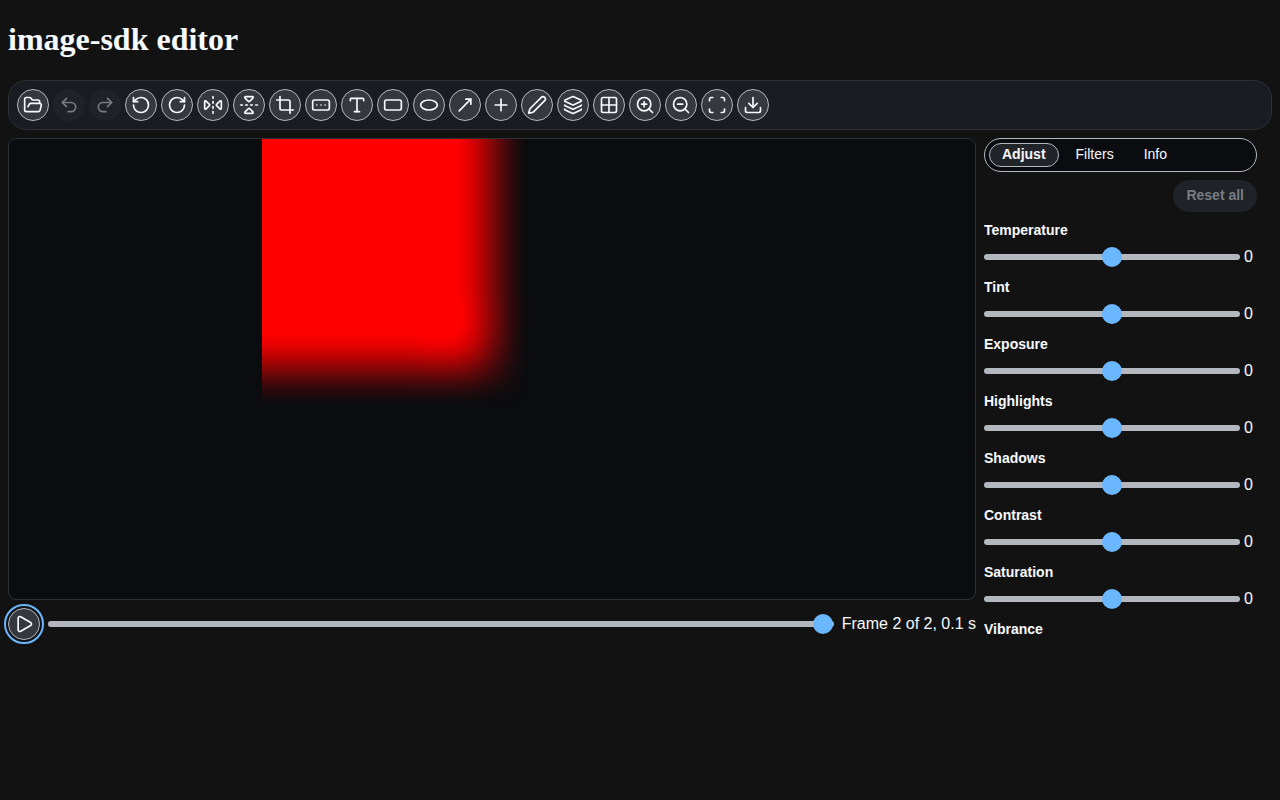 image-sdk editor
Adjust Filters Info
Reset all
Temperature
0
Tint
0
Exposure
0
Highlights
0
Shadows
0
Contrast
0
Saturation
0
Vibrance
Frame 2 of 2, 0.1 s